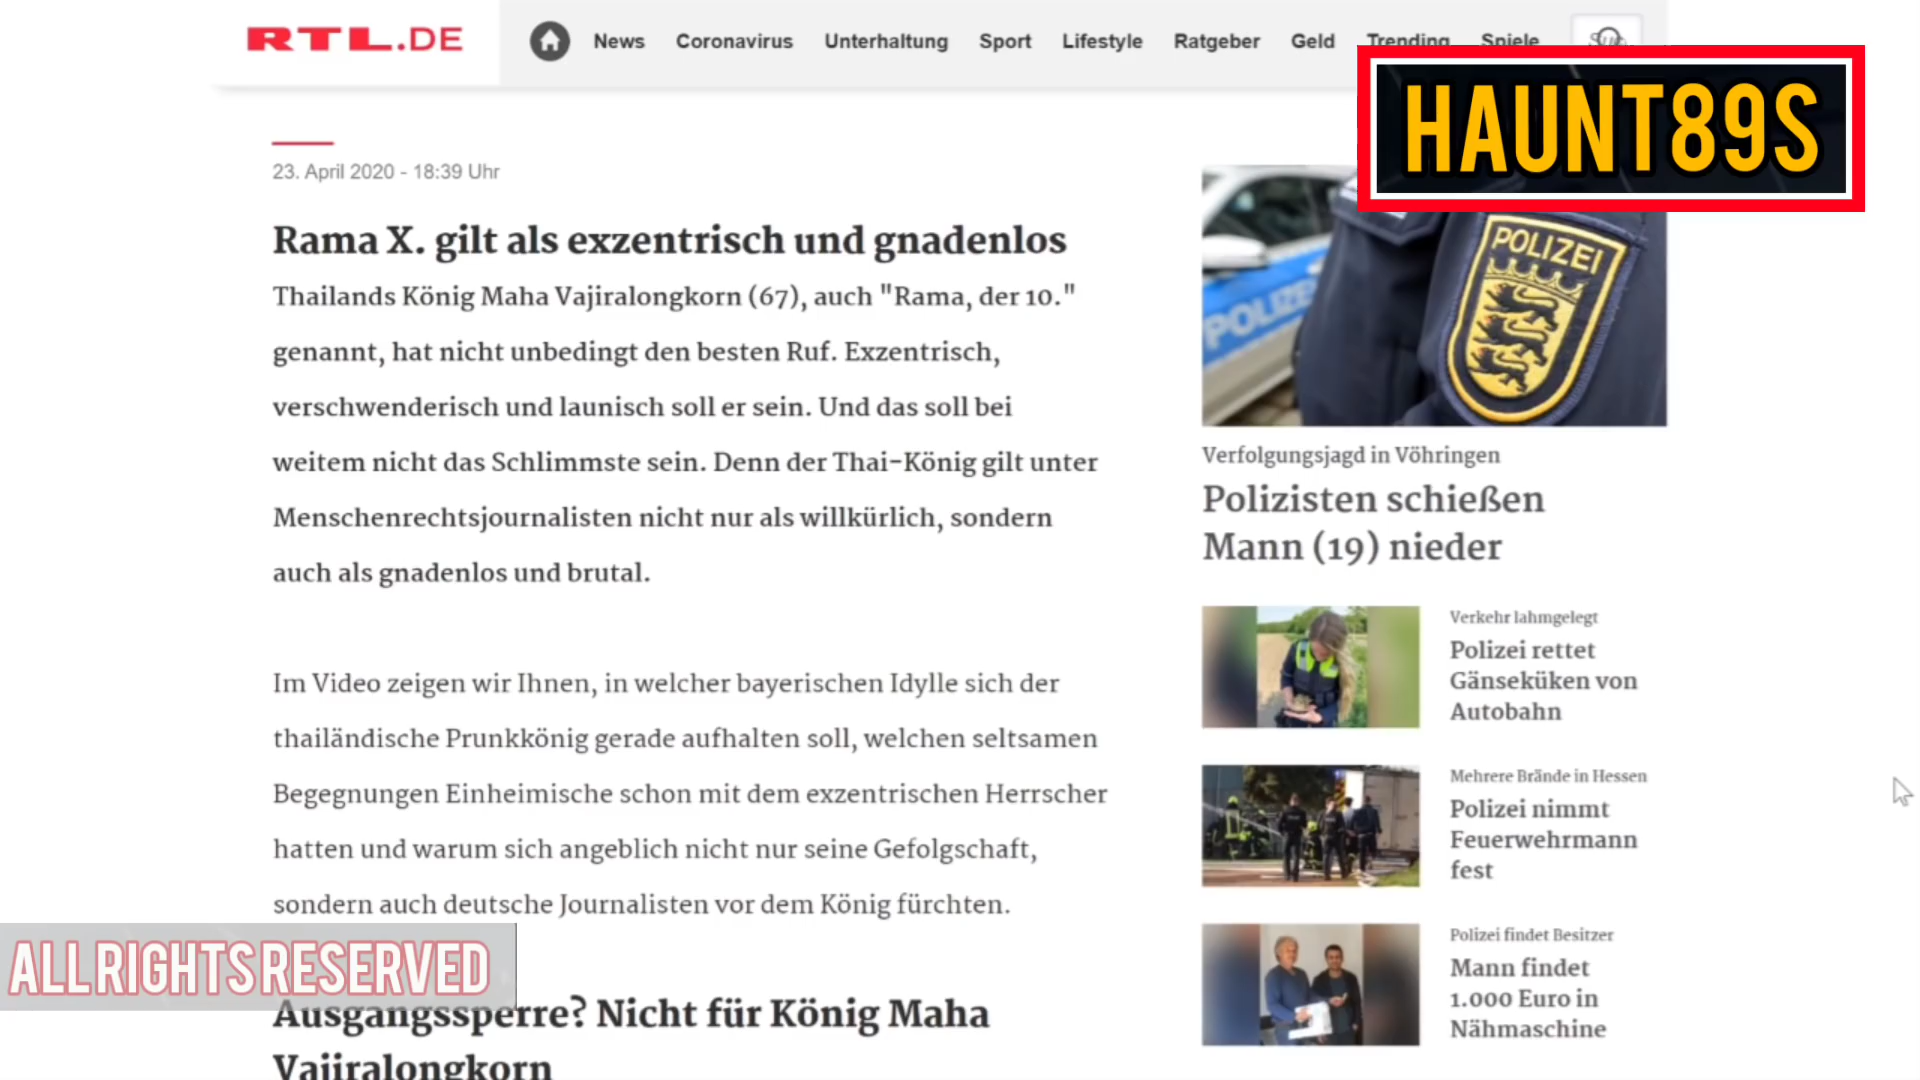 RTL.DE
News Coronavirus Unterhaltung Sport Lifestyle Ratgeber Geld Trending Spiele
HAUNT89S
23. April 2020 - 18:39 Uhr
Rama X. gilt als exzentrisch und gnadenlos
Thailands König Maha Vajiralongkorn (67), auch "Rama, der 10."
genannt, hat nicht unbedingt den besten Ruf. Exzentrisch,
verschwenderisch und launisch soll er sein. Und das soll bei
weitem nicht das Schlimmste sein. Denn der Thai-König gilt unter
Menschenrechtsjournalisten nicht nur als willkürlich, sondern
auch als gnadenlos und brutal.
Im Video zeigen wir Ihnen, in welcher bayerischen Idylle sich der
thailändische Prunkkönig gerade aufhalten soll, welchen seltsamen
Begegnungen Einheimische schon mit dem exzentrischen Herrscher
hatten und warum sich angeblich nicht nur seine Gefolgschaft,
sondern auch deutsche Journalisten vor dem König fürchten.
ALL RIGHTS RESERVED
Ausgangssperre? Nicht für König Maha
Vajiralongkorn
POLIZEI
POLIZEI
Verfolgungsjagd in Vöhringen
Polizisten schießen
Mann (19) nieder
Verkehr lahmgelegt
Polizei rettet
Gänseküken von
Autobahn
Mehrere Brände in Hessen
Polizei nimmt
Feuerwehrmann
fest
Polizei findet Besitzer
Mann findet
1.000 Euro in
Nähmaschine